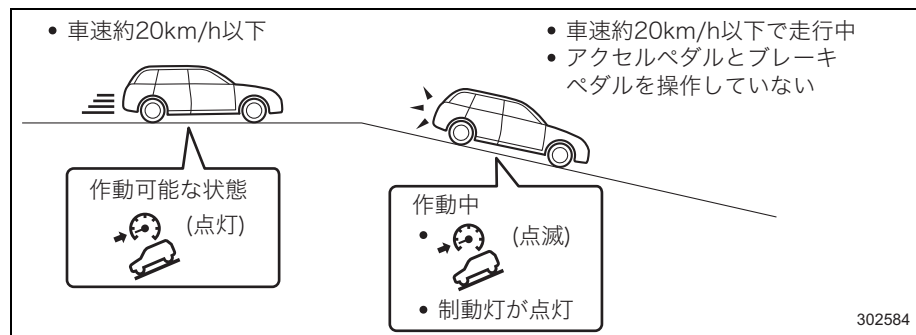 • 車速約20km/h以下
• 車速約20km/h以下で走行中
• アクセルペダルとブレーキ
ペダルを操作していない
作動可能な状態
(点灯)
作動中
• (点滅)
• 制動灯が点灯
302584